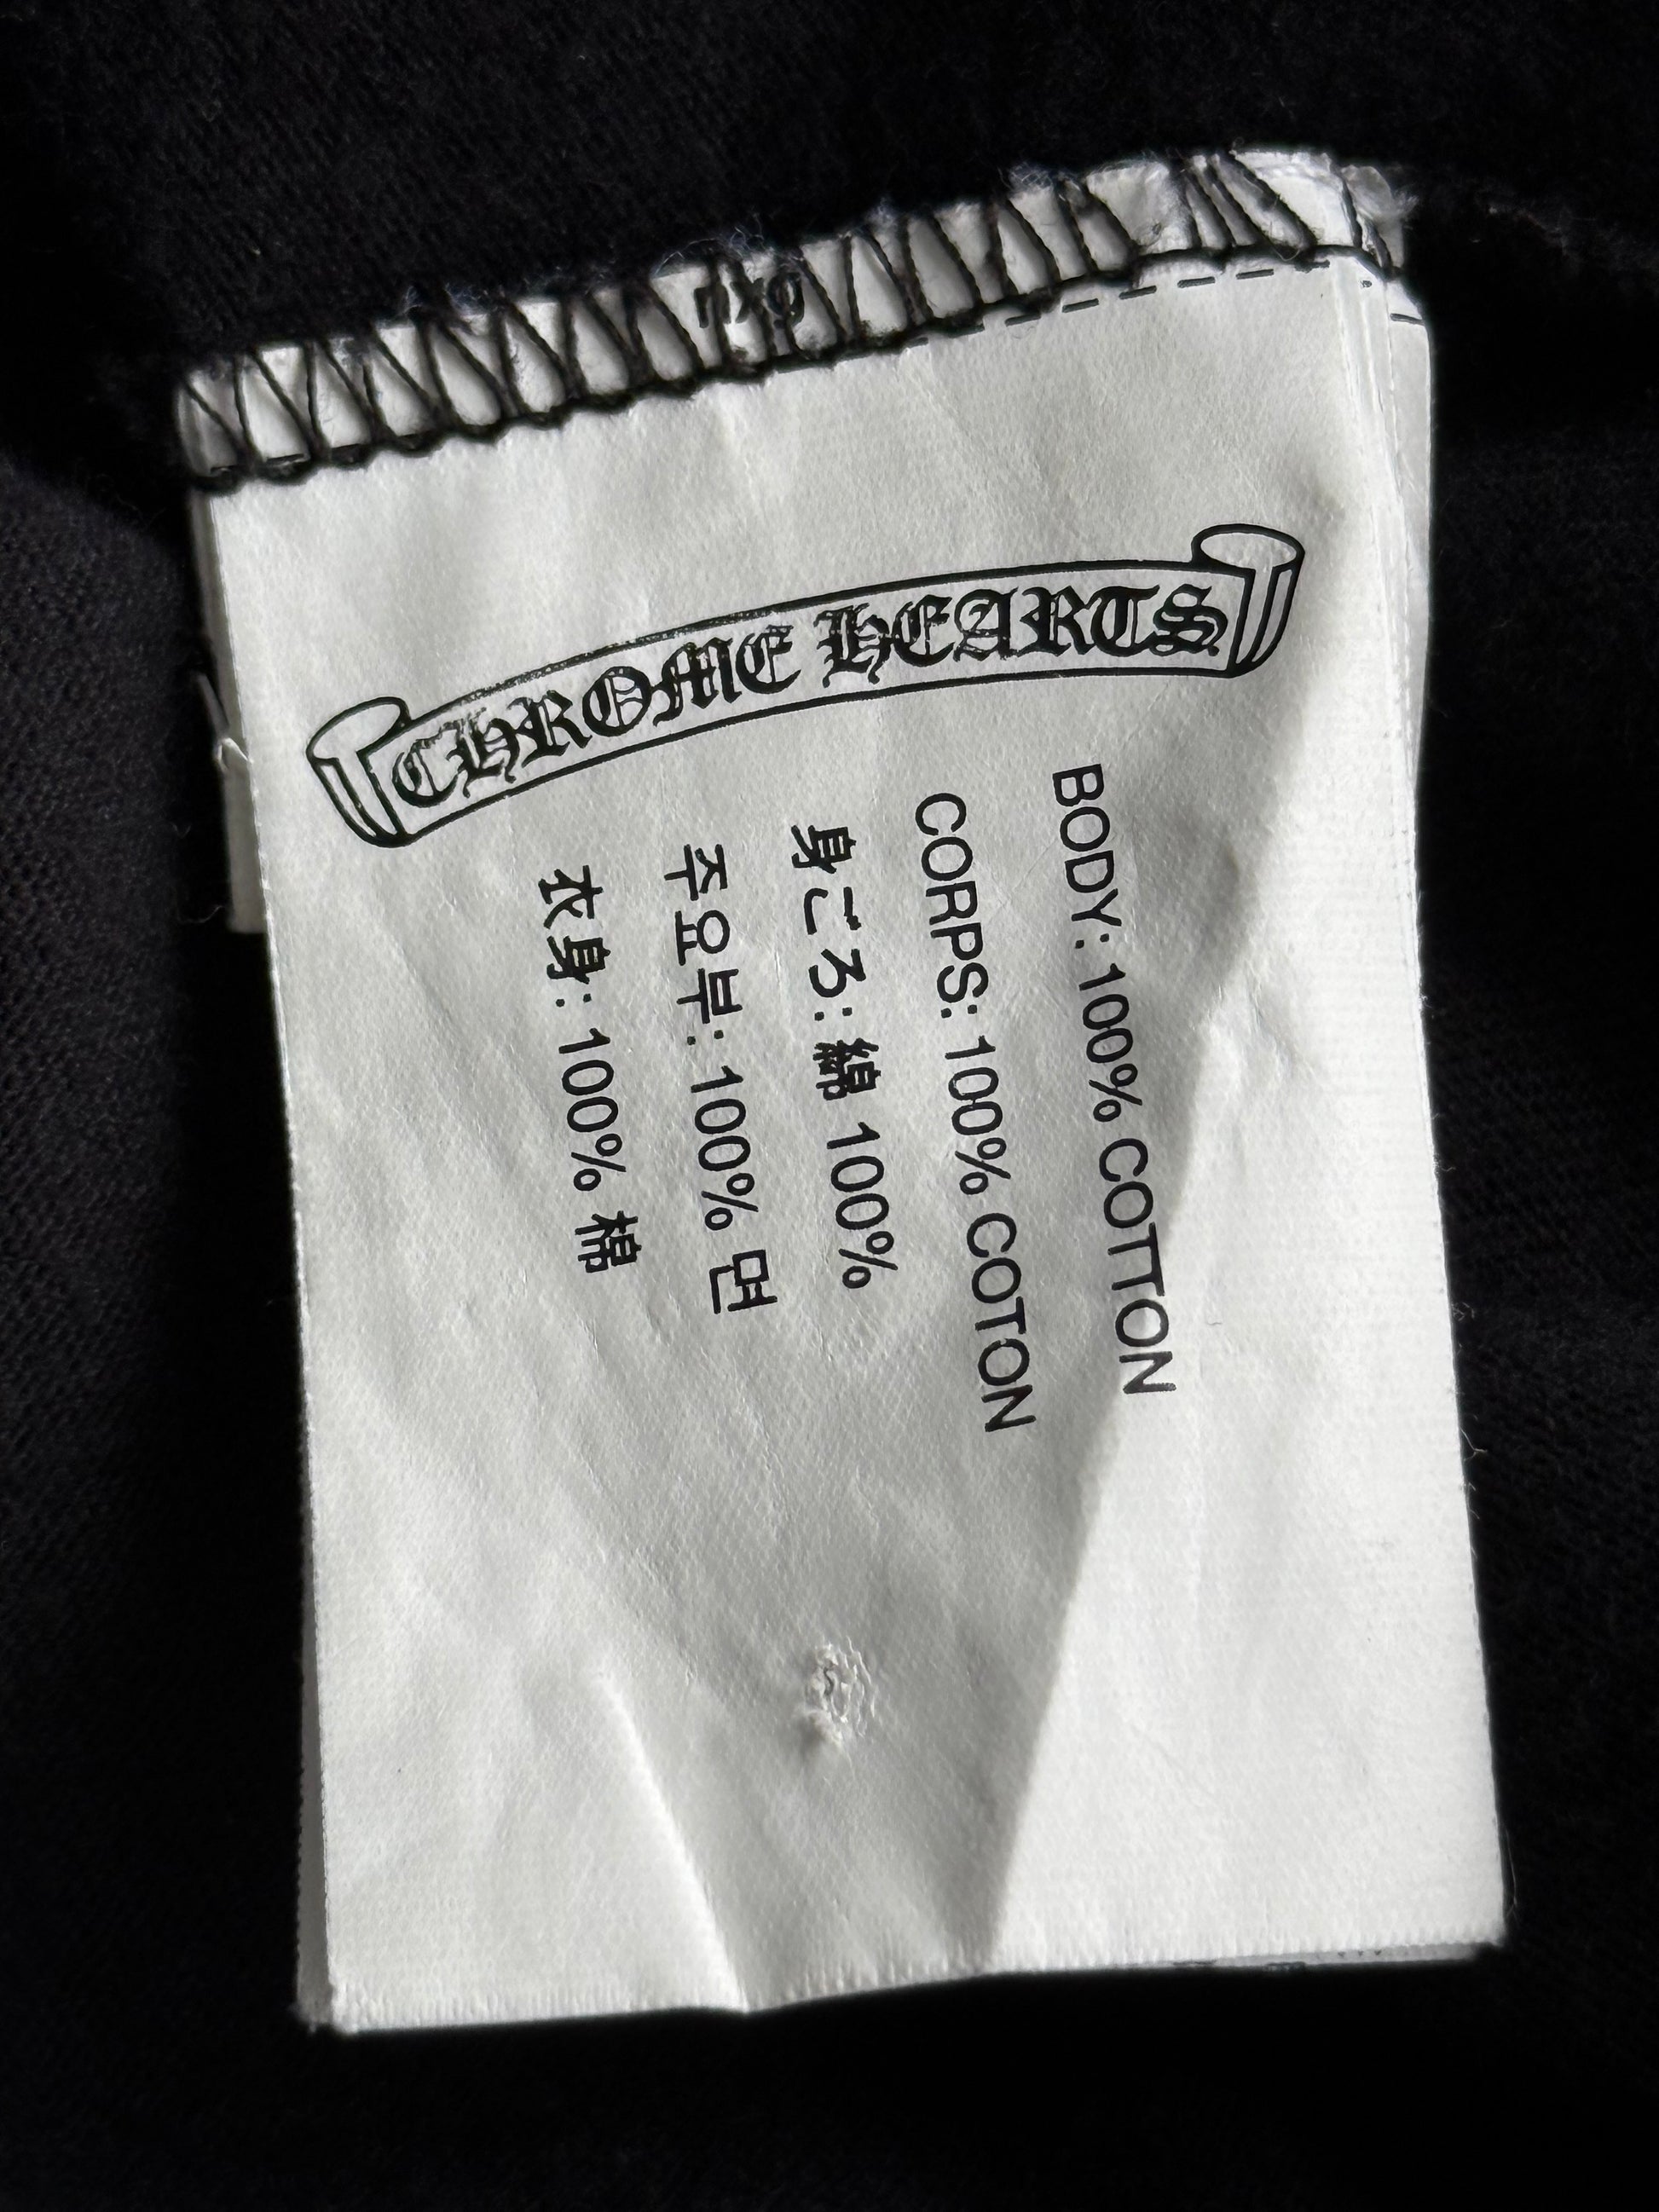 CHROME HEARTS
BODY: 100% COTTON
CORPS: 100% COTON
身ごろ: 綿 100%
주요부: 100% 면
衣身: 100% 棉